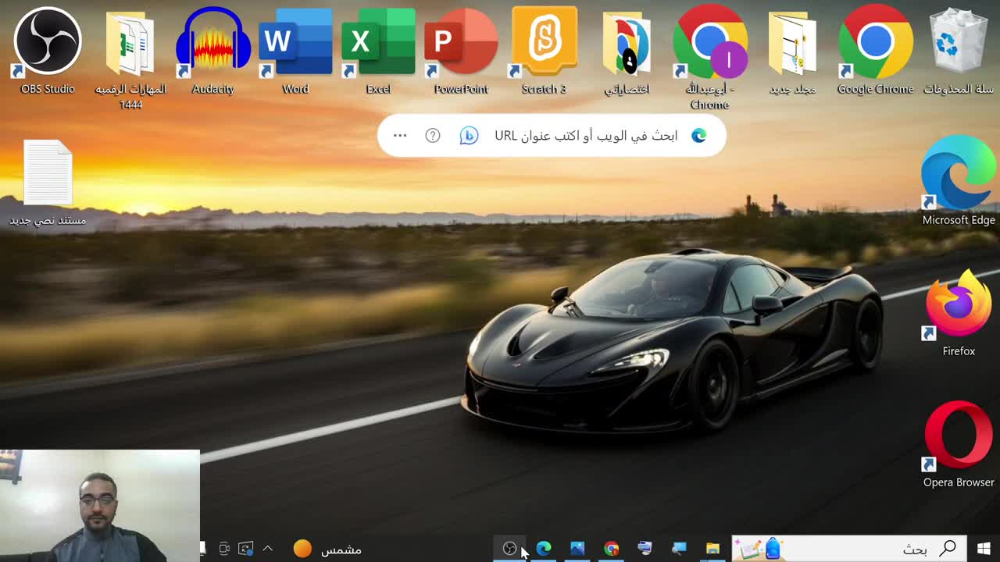 سلة المحذوفات
Google Chrome
مجلد جديد
أبوعبدالله -
Chrome
اختصاراتي
Scratch 3
PowerPoint
Excel
Word
Audacity
المهارات الرقميه
1444
OBS Studio
ابحث في الويب أو اكتب عنوان URL
Microsoft Edge
مستند نصي جديد
Firefox
Opera Browser
بحث
مشمس